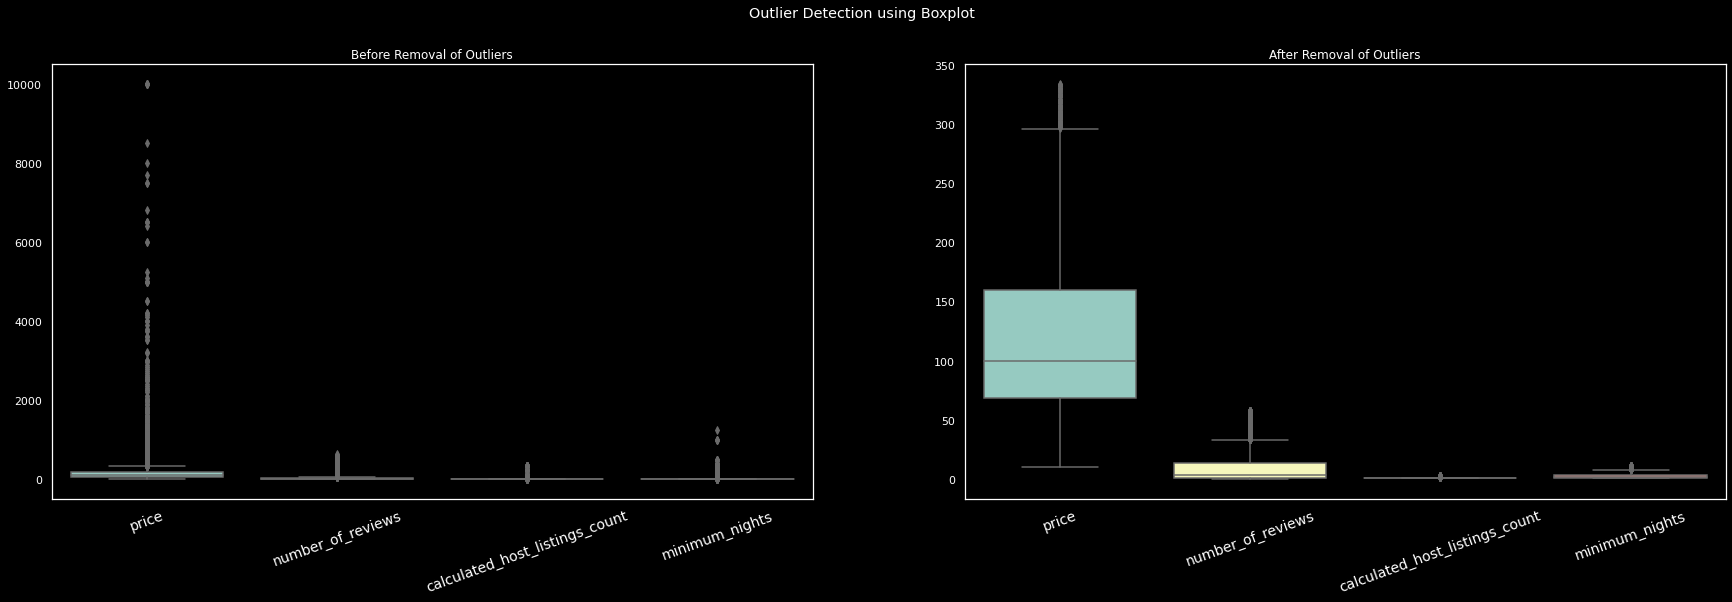 Outlier Detection using Boxplot
Before Removal of Outliers
10000
8000
6000
4000
2000
0
price
number_of_reviews
calculated_host_listings_count
minimum_nights
After Removal of Outliers
350
300
250
200
150
100
50
0
price
number_of_reviews
calculated_host_listings_count
minimum_nights